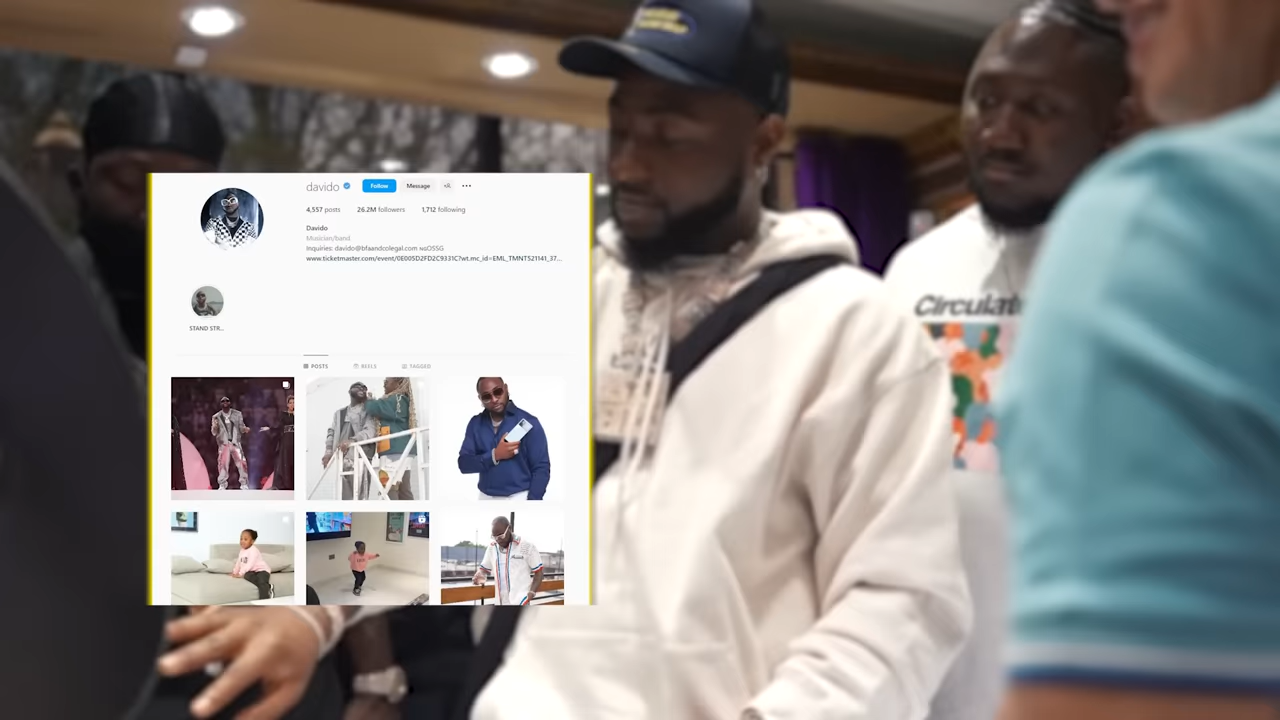 davido Follow Message
4,557 posts 26.2M followers 1,712 following
Davido
Musician/band
Inquiries: davido@bfaandcolegal.com
www.ticketmaster.com/event/0E005D2FD2C9331C?wt.mc_id=EML_TMNT521141_37...
STAND STR...
POSTS REELS TAGGED
Circulat